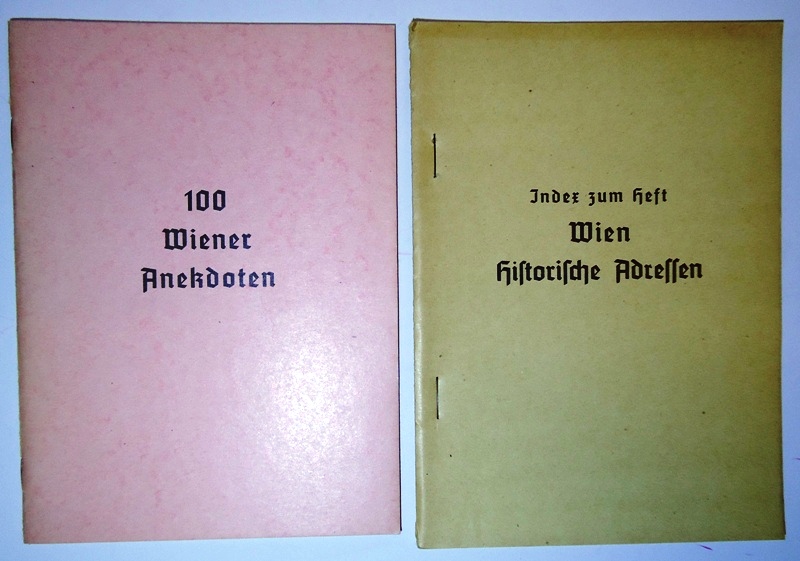 100
Wiener
Anekdoten
Index zum Heft
Wien
Hiſtoriſche Adreſſen